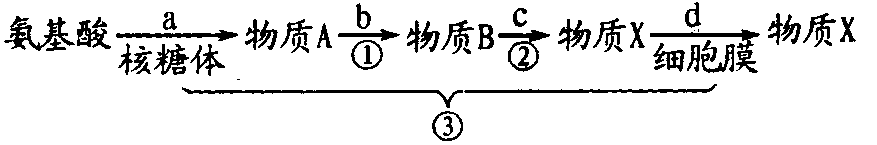 a b c d
氨基酸 → 物质A → 物质B → 物质X → 物质X
核糖体 ① ② 细胞膜
③